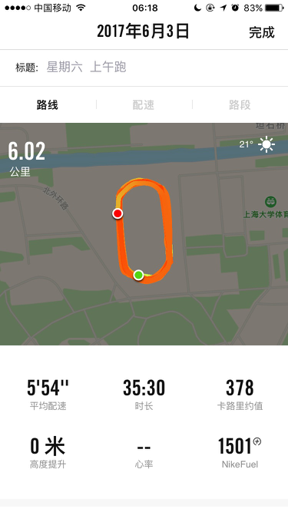 中国移动 06:18 83%
2017年6月3日 完成
标题: 星期六 上午跑
路线 配速 路段
6.02
公里
21°
上海大学体育
5'54" 35:30 378
平均配速 时长 卡路里约值
0 米 -- 1501
高度提升 心率 NikeFuel